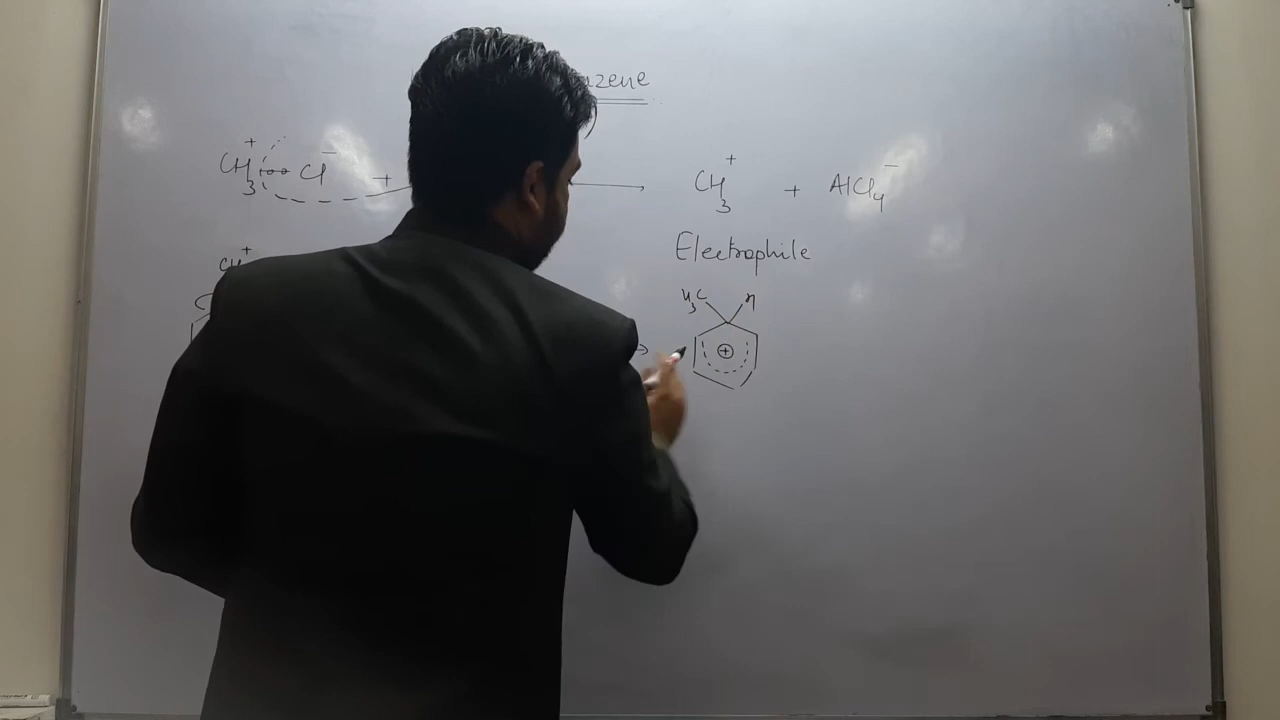 zene
CH₃⁺ Cl⁻ + → CH₃⁺ + AlCl₄⁻
Electrophile
CH⁺
H₃C H
⊕